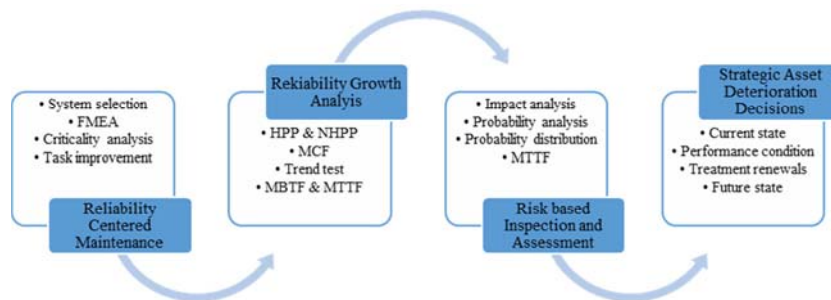 • System selection
• FMEA
• Criticality analysis
• Task improvement
Reliability
Centered
Maintenance
Rekiability Growth
Analyis
• HPP & NHPP
• MCF
• Trend test
• MBTF & MTTF
• Impact analysis
• Probability analysis
• Probability distribution
• MTTF
Risk based
Inspection and
Assessment
Strategic Asset
Deterioration
Decisions
• Current state
• Performance condition
• Treatment renewals
• Future state